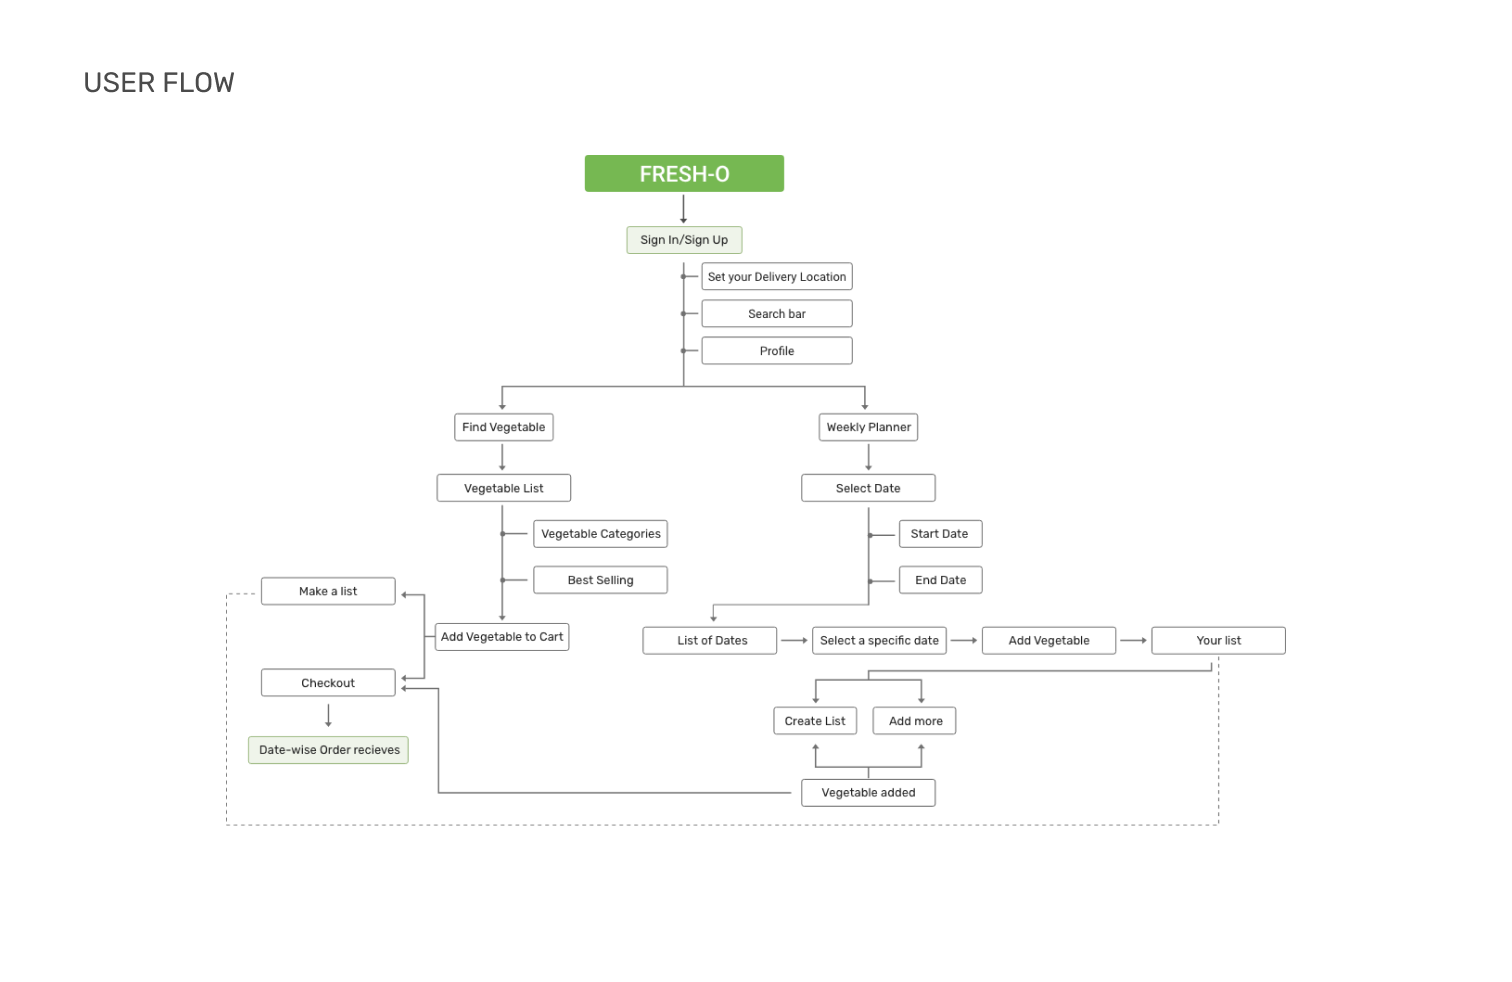 USER FLOW
FRESH-O
Sign In/Sign Up
Set your Delivery Location
Search bar
Profile
Find Vegetable
Weekly Planner
Vegetable List
Select Date
Vegetable Categories
Start Date
Best Selling
End Date
Make a list
Add Vegetable to Cart
List of Dates
Select a specific date
Add Vegetable
Your list
Checkout
Create List
Add more
Date-wise Order recieves
Vegetable added